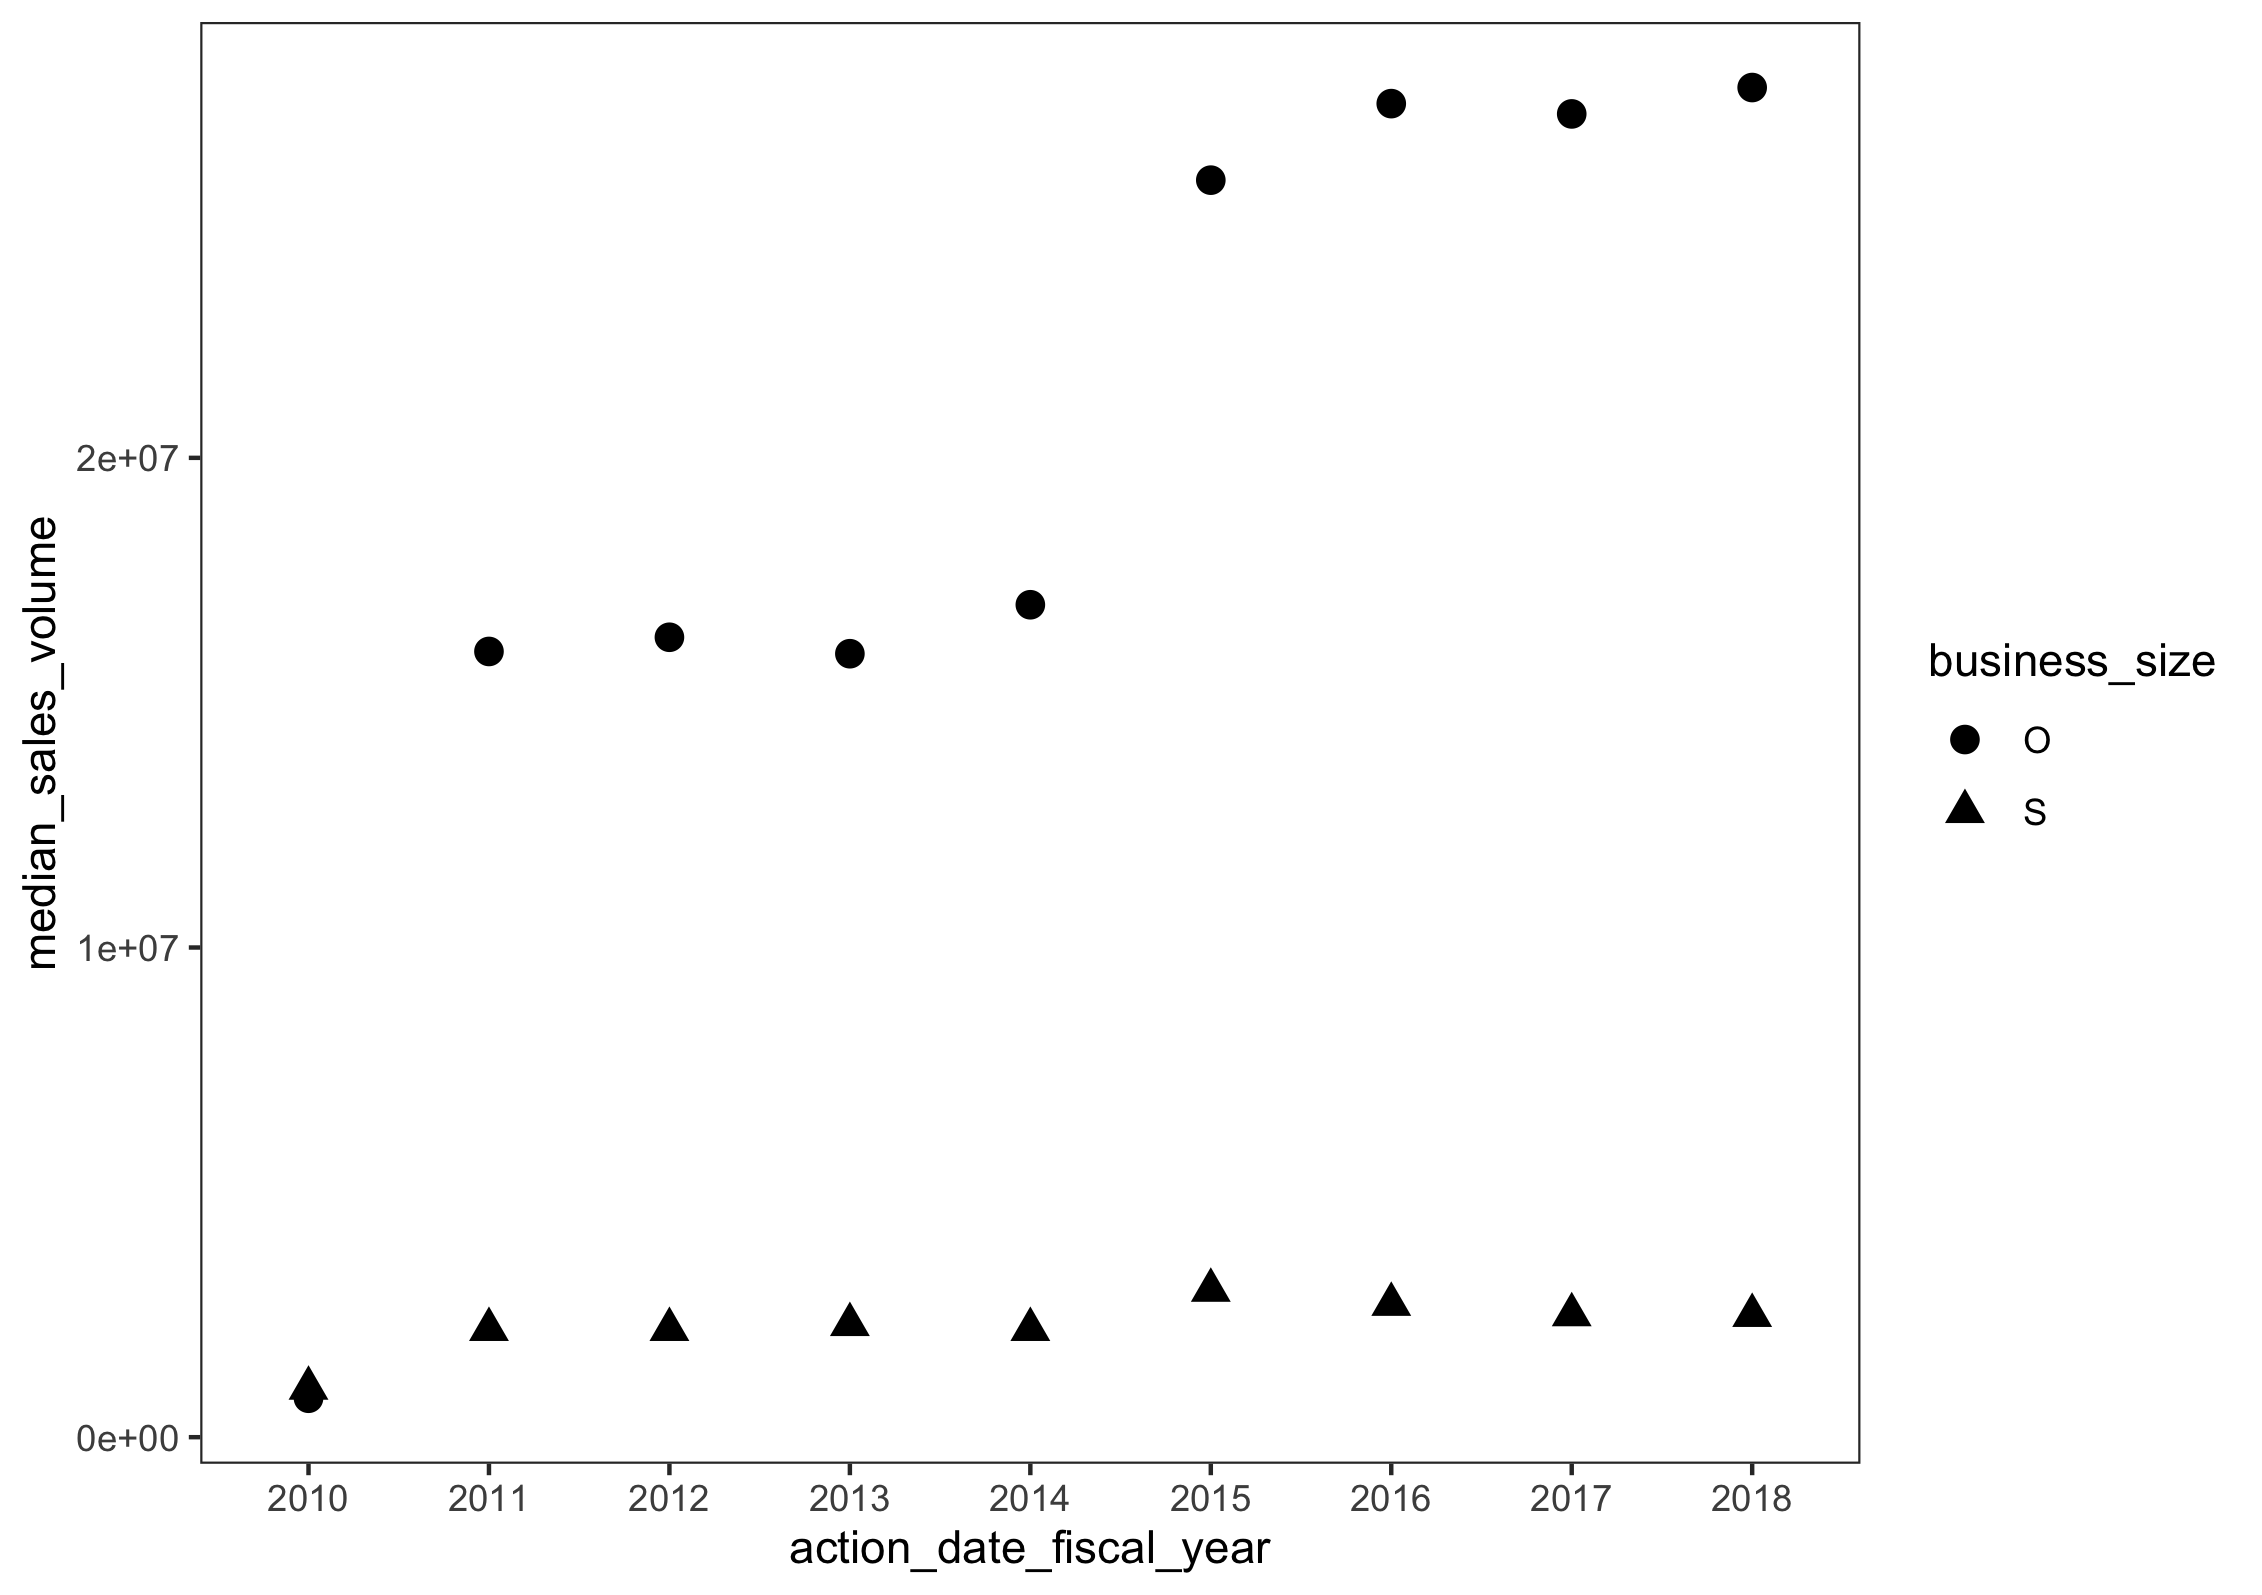 median_sales_volume
2e+07
1e+07
0e+00
2010 2011 2012 2013 2014 2015 2016 2017 2018
action_date_fiscal_year
business_size
O
S